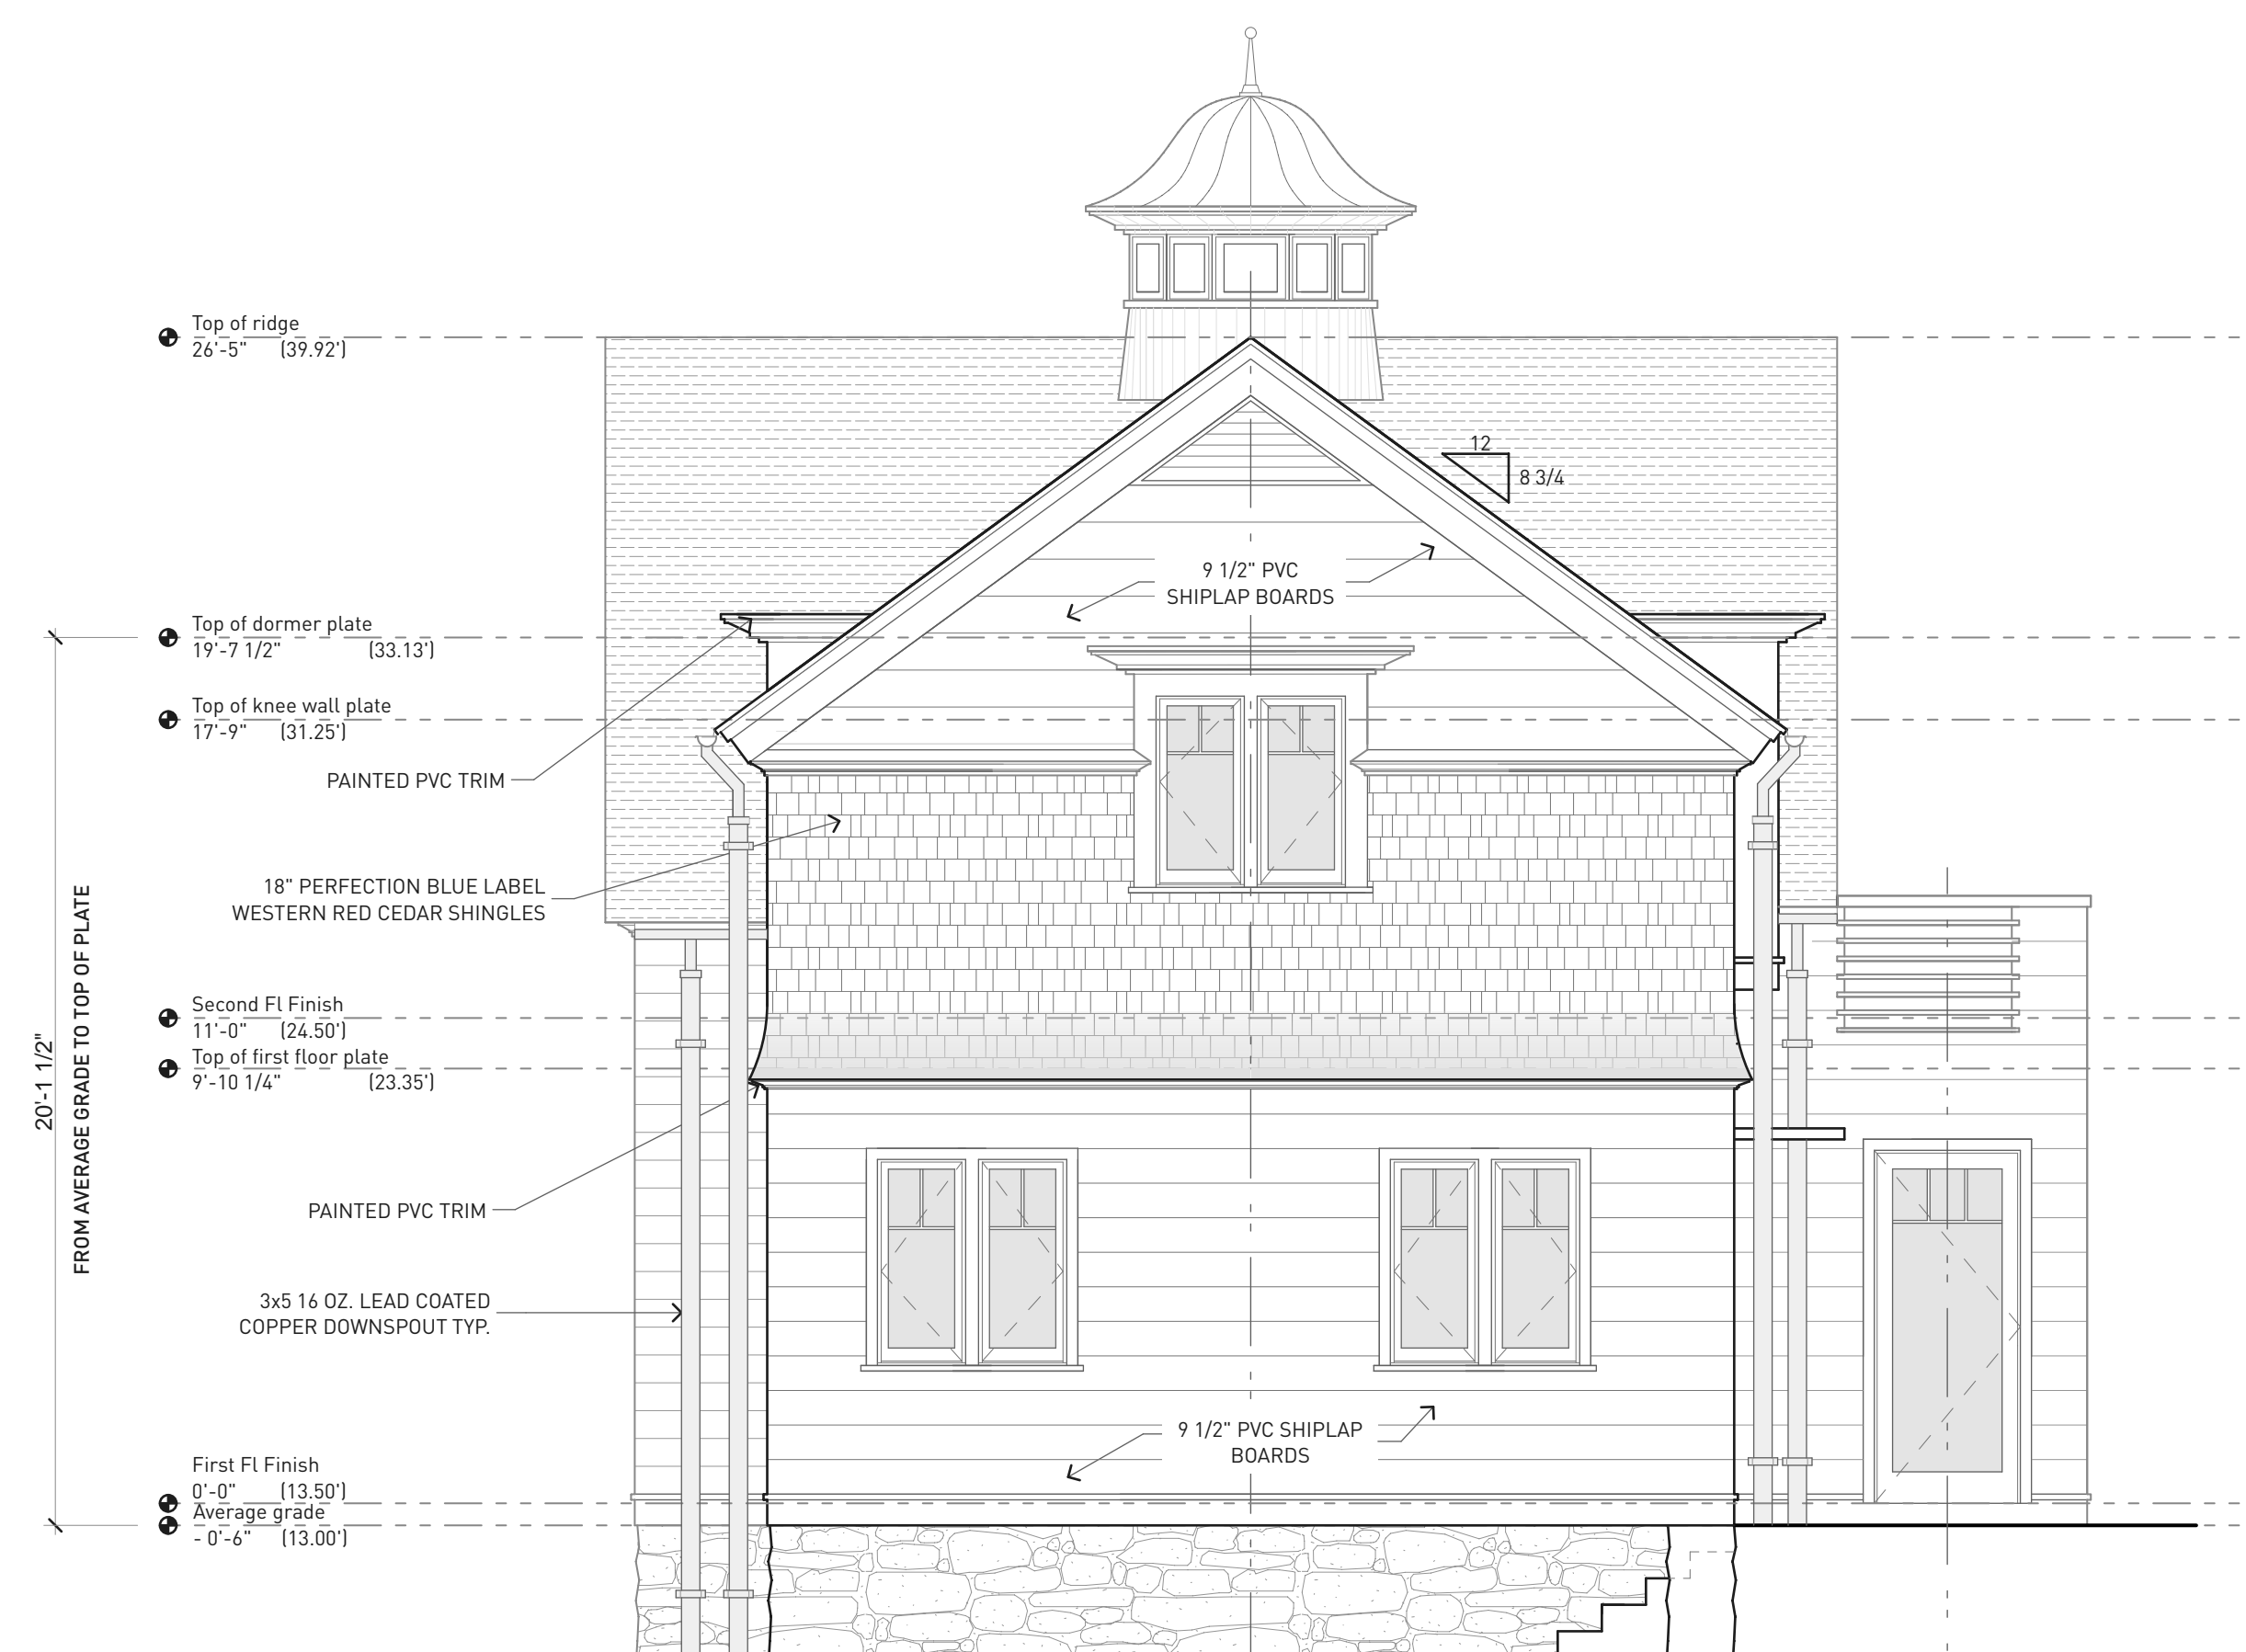 Top of ridge
26'-5" (39.92')
12
8 3/4
9 1/2" PVC
SHIPLAP BOARDS
Top of dormer plate
19'-7 1/2" (33.13')
Top of knee wall plate
17'-9" (31.25')
PAINTED PVC TRIM
18" PERFECTION BLUE LABEL
WESTERN RED CEDAR SHINGLES
20'-1 1/2"
FROM AVERAGE GRADE TO TOP OF PLATE
Second Fl Finish
11'-0" (24.50')
Top of first floor plate
9'-10 1/4" (23.35')
PAINTED PVC TRIM
3x5 16 OZ. LEAD COATED
COPPER DOWNSPOUT TYP.
9 1/2" PVC SHIPLAP
BOARDS
First Fl Finish
0'-0" (13.50')
Average grade
- 0'-6" (13.00')